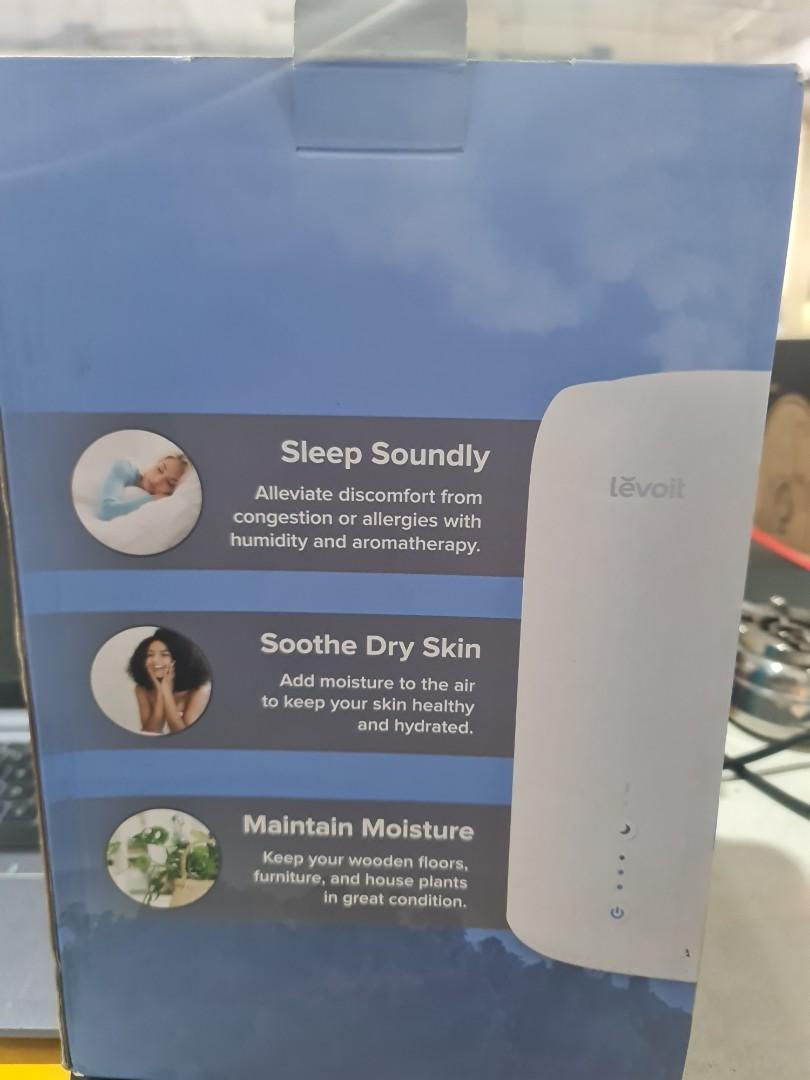 Sleep Soundly
Alleviate discomfort from
congestion or allergies with
humidity and aromatherapy.
lĕvoit
Soothe Dry Skin
Add moisture to the air
to keep your skin healthy
and hydrated.
Maintain Moisture
Keep your wooden floors,
furniture, and house plants
in great condition.